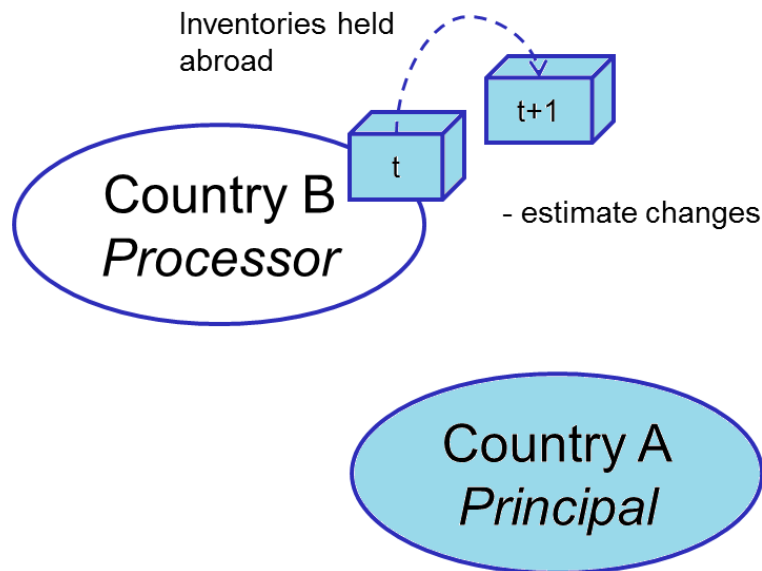 Inventories held
abroad
t+1
t
Country B
Processor
- estimate changes
Country A
Principal